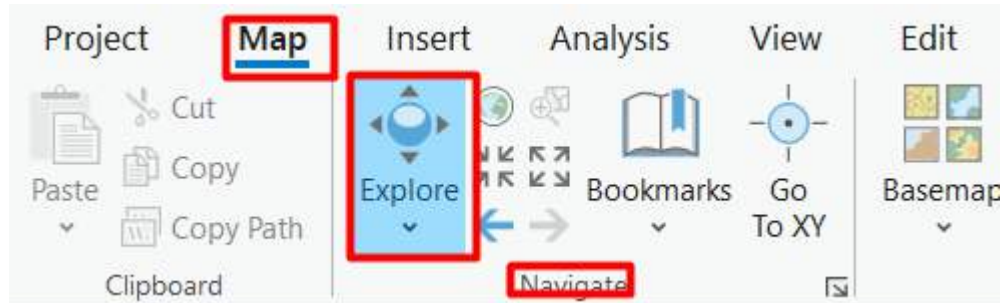 Project Map Insert Analysis View Edit
Cut
Copy
Paste
Copy Path
Clipboard
Explore
Bookmarks
Go
To XY
Navigate
Basemap